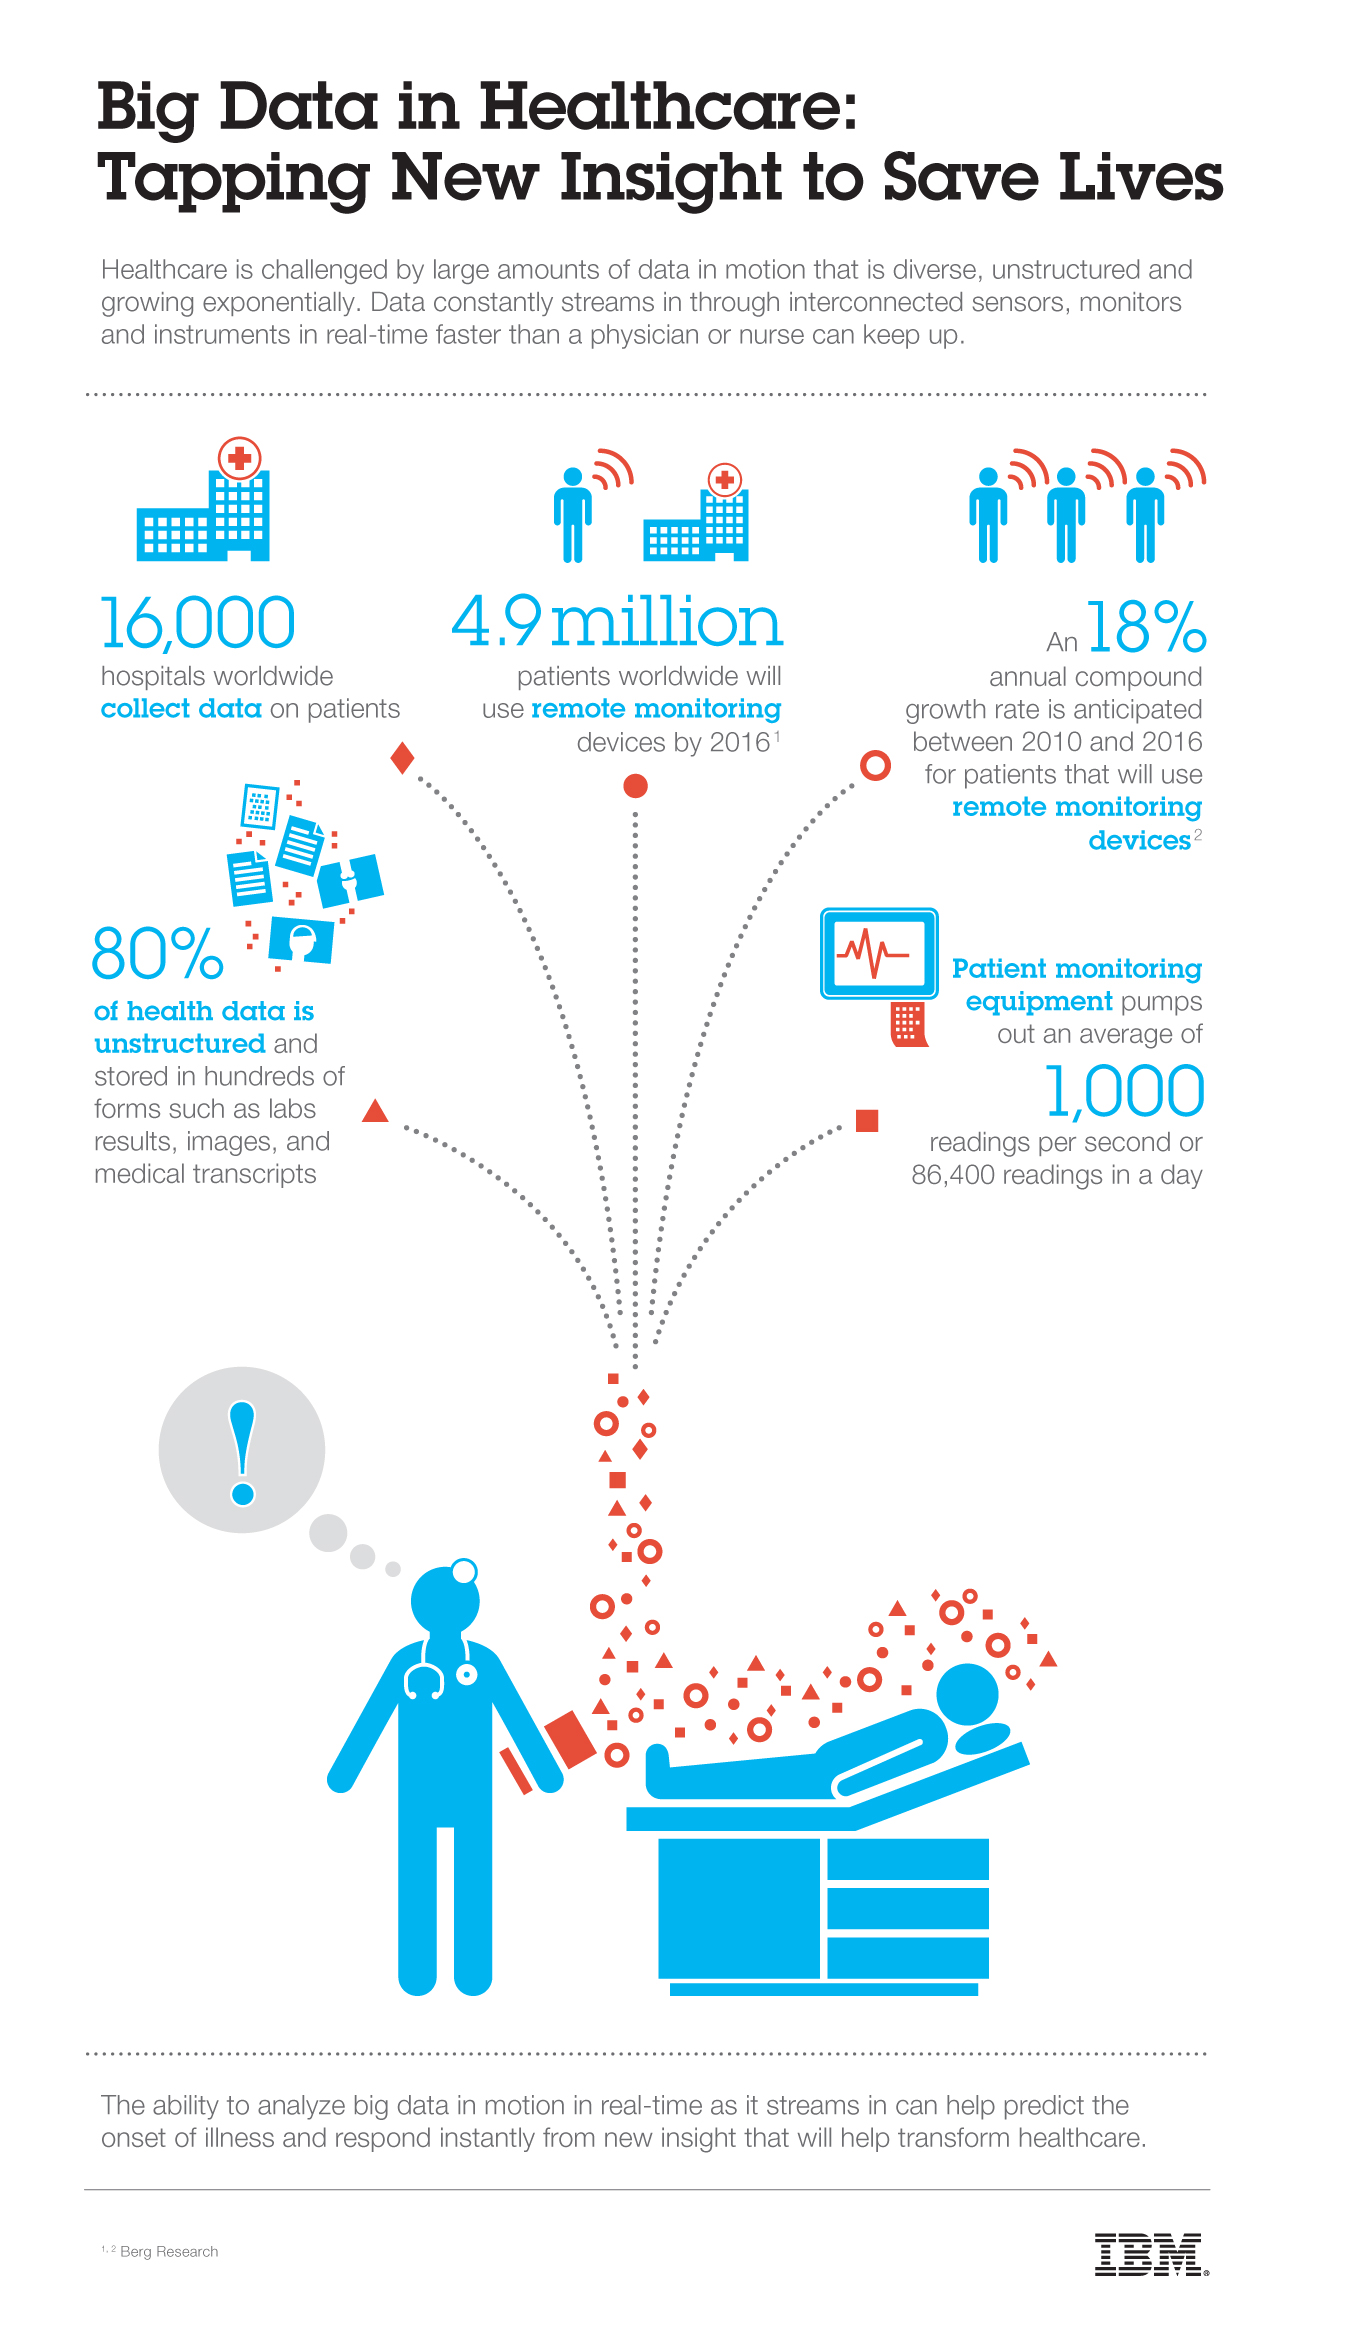 Big Data in Healthcare:
Tapping New Insight to Save Lives
Healthcare is challenged by large amounts of data in motion that is diverse, unstructured and
growing exponentially. Data constantly streams in through interconnected sensors, monitors
and instruments in real-time faster than a physician or nurse can keep up.
16,000
hospitals worldwide
collect data on patients
4.9 million
patients worldwide will
use remote monitoring
devices by 2016¹
An 18%
annual compound
growth rate is anticipated
between 2010 and 2016
for patients that will use
remote monitoring
devices²
80%
of health data is
unstructured and
stored in hundreds of
forms such as labs
results, images, and
medical transcripts
Patient monitoring
equipment pumps
out an average of
1,000
readings per second or
86,400 readings in a day
!
The ability to analyze big data in motion in real-time as it streams in can help predict the
onset of illness and respond instantly from new insight that will help transform healthcare.
¹,² Berg Research
IBM®